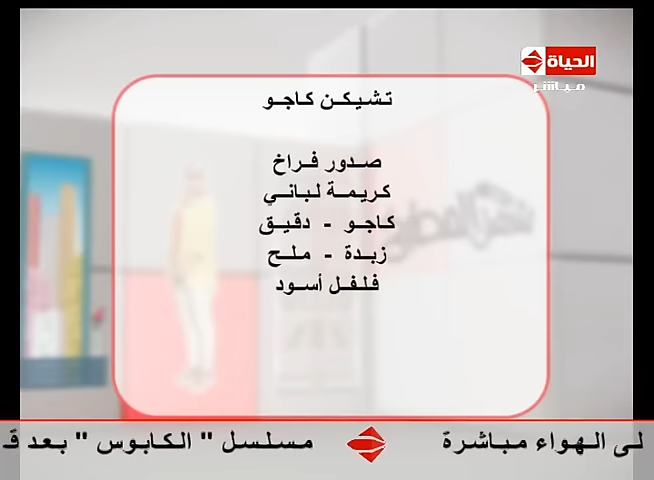 الحياة
مباشر
تشيكن كاجو
صدور فراخ
كريمة لباني
كاجو - دقيق
زبدة - ملح
فلفل أسود
لى الهواء مباشرة
مسلسل " الكابوس " بعد